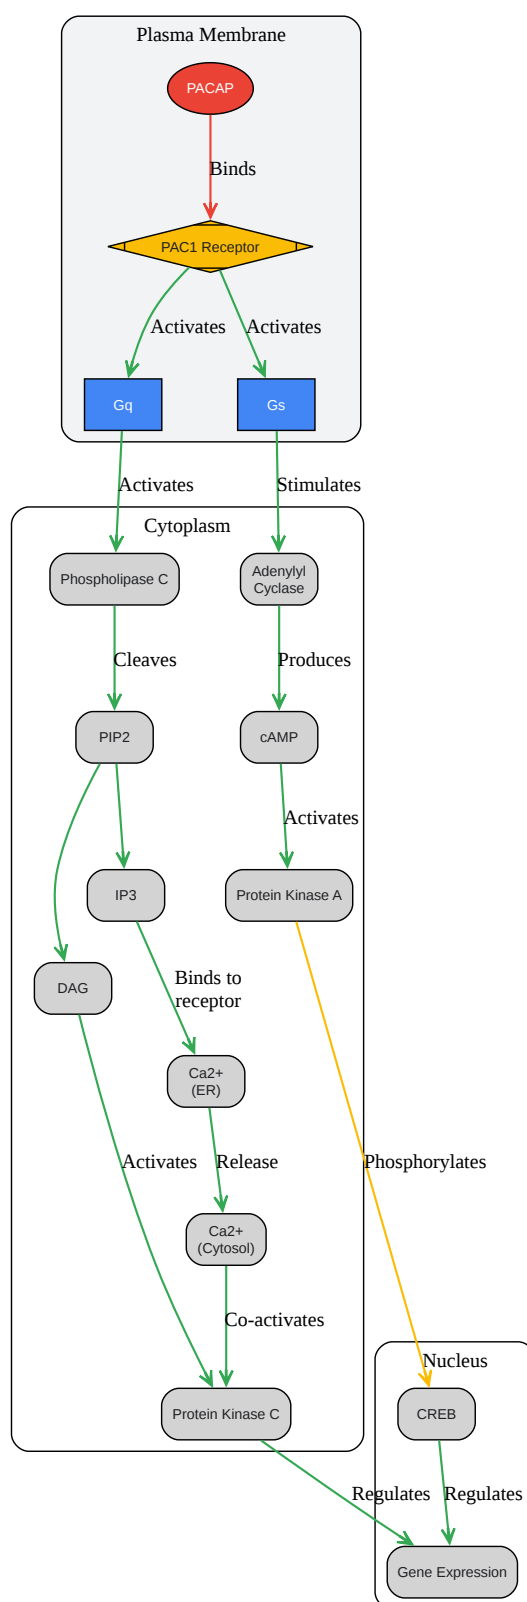 Plasma Membrane
PACAP
Binds
PAC1 Receptor
Activates
Activates
Gq
Gs
Activates
Stimulates
Cytoplasm
Phospholipase C
Adenylyl
Cyclase
Cleaves
Produces
PIP2
cAMP
Activates
IP3
Protein Kinase A
DAG
Binds to
receptor
Ca2+
(ER)
Activates
Release
Phosphorylates
Ca2+
(Cytosol)
Co-activates
Nucleus
Protein Kinase C
CREB
Regulates
Regulates
Gene Expression